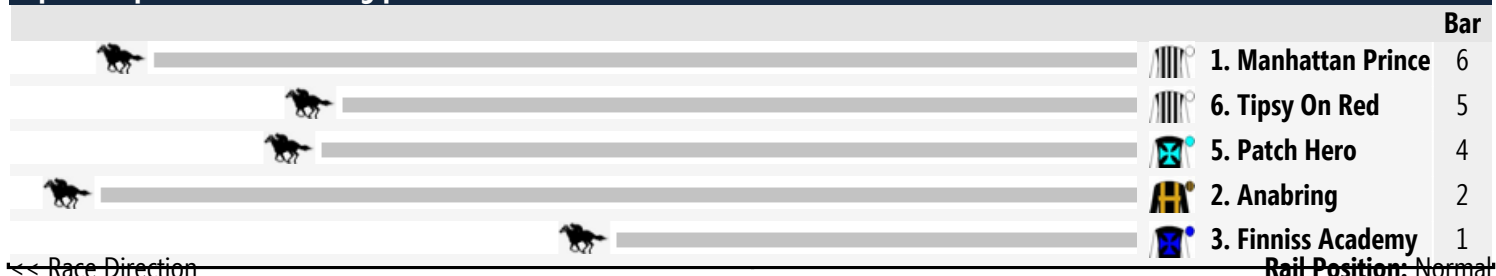 Bar
1. Manhattan Prince 6
6. Tipsy On Red 5
5. Patch Hero 4
2. Anabring 2
3. Finniss Academy 1
<< Race Direction Rail Position: Normal